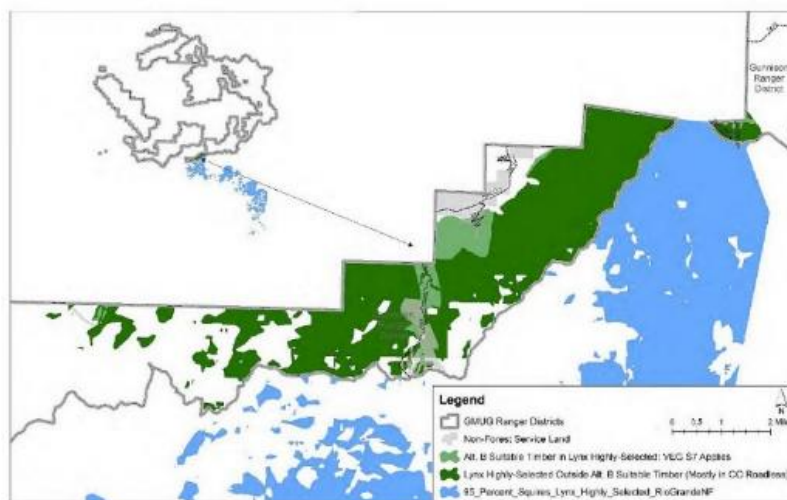 Gunnison
Ranger
District
Legend
GMUG Ranger Districts
Non-Forest Service Land
Alt. B Suitable Timber in Lynx Highly-Selected: VEG S7 Applies
Lynx Highly-Selected Outside Alt. B Suitable Timber (Mostly in CO Roadless)
95_Percent_Squires_Lynx_Highly_Selected_RioGrandeNF
N
0 0.5 1 2 Mile